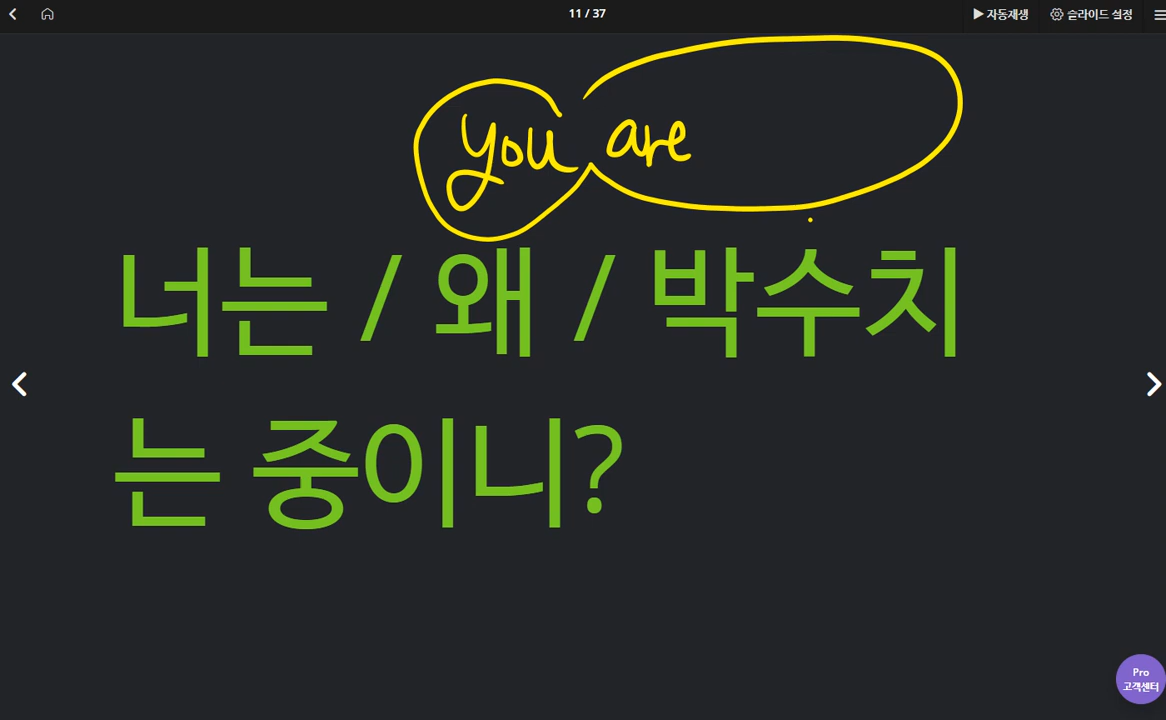 11 / 37
▶ 자동재생
슬라이드 설정
you are
너는 / 왜 / 박수치
는 중이니?
Pro
고객센터